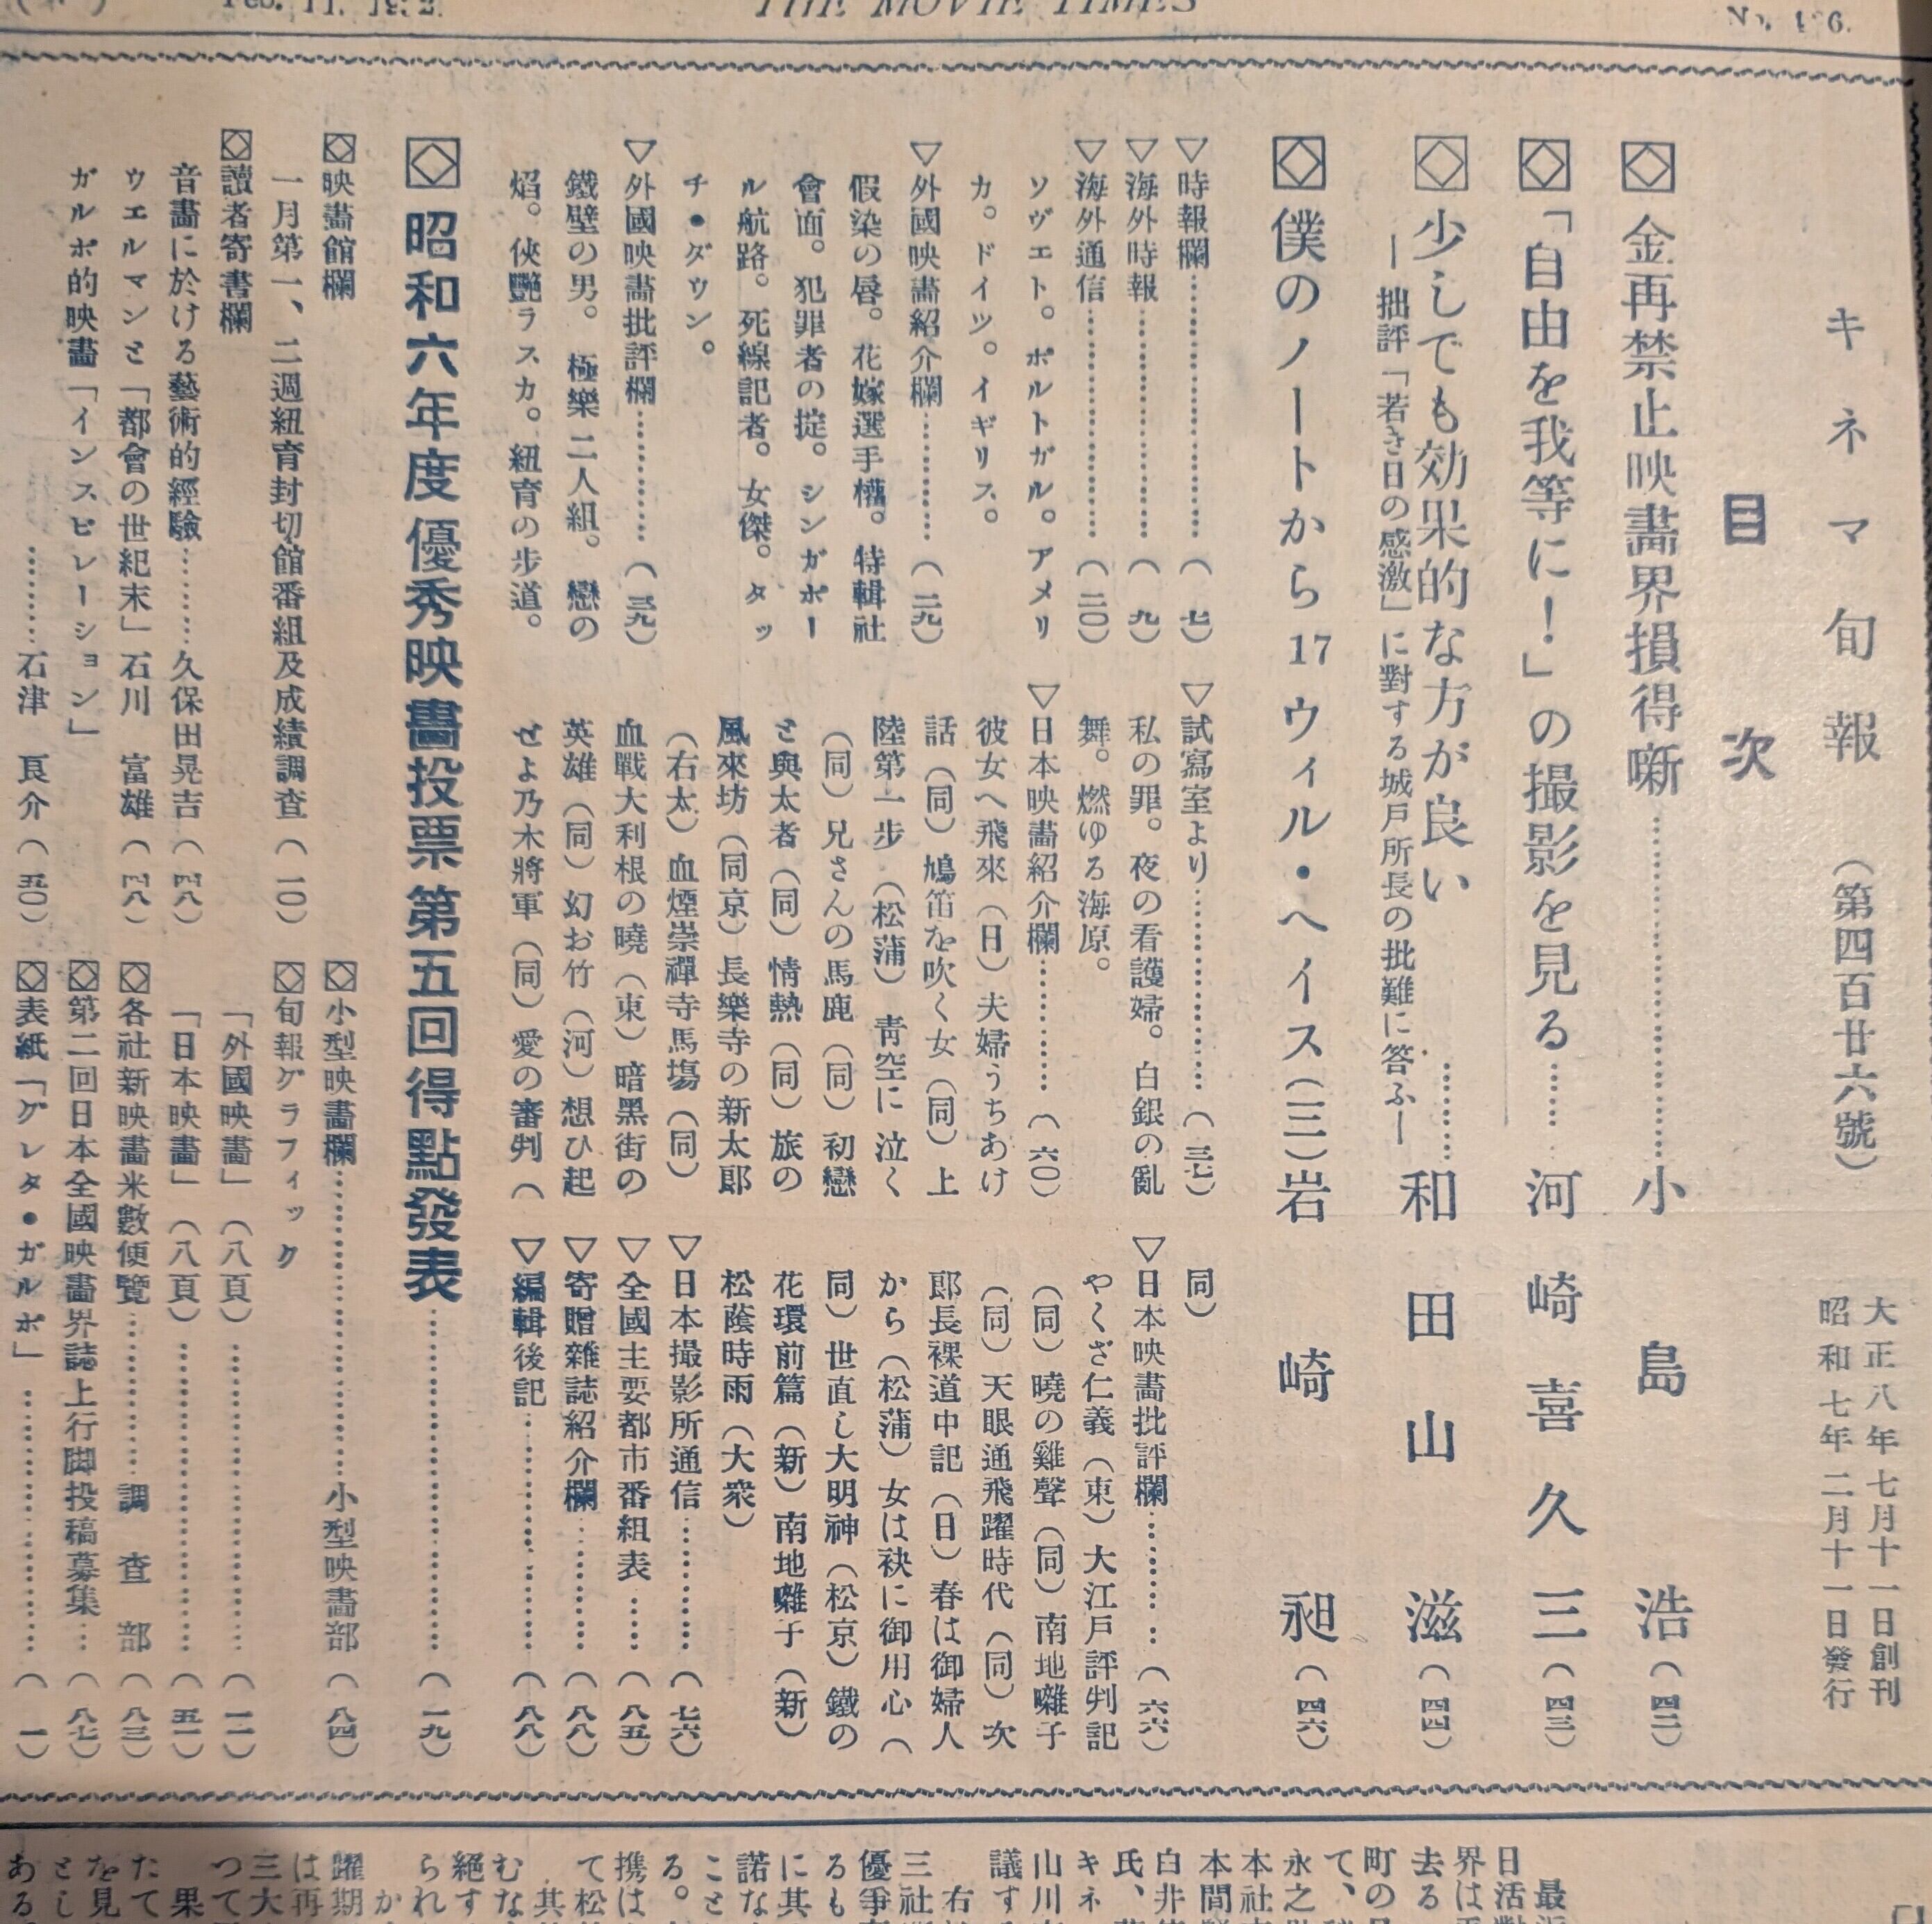 Feb. 11, 1932.
THE MOVIE TIMES
キネマ旬報 (第四百廿六號)
大正八年七月十一日創刊
昭和七年二月十一日發行
目次
金再禁止映畫界損得噺………小島浩(四二)
「自由を我等に!」の撮影を見る……河崎喜久三(四三)
少しでも効果的な方が良い………和田山滋(四四)
―拙評「若き日の感激」に對する城戸所長の批難に答ふ―
僕のノートから17ウィル・ヘイス(三)岩崎昶(四六)
▽時報欄………(七)
▽海外時報………(九)
▽海外通信………(二〇)
ソヴエト。ポルトガル。アメリ
カ。ドイツ。イギリス。
▽外國映畫紹介欄………(二九)
假染の唇。花嫁選手權。特輯社
會面。犯罪者の掟。シンガポー
ル航路。死線記者。女傑。タッ
チ・ダウン。
▽外國映畫批評欄………(三九)
鐵壁の男。極樂二人組。戀の
焰。俠艷ラスカ。紐育の步道。
▽試寫室より………(三七)
私の罪。夜の看護婦。白銀の亂
舞。燃ゆる海原。
▽日本映畫紹介欄………(六〇)
彼女へ飛來(日)夫婦うちあけ
話(同)鳩笛を吹く女(同)上
陸第一步(松蒲)靑空に泣く
(同)兄さんの馬鹿(同)初戀
と與太者(同)情熱(同)旅の
風來坊(同京)長樂寺の新太郎
(右太)血煙崇禪寺馬塲(同)
血戰大利根の曉(東)暗黑街の
英雄(同)幻お竹(河)想ひ起
せよ乃木將軍(同)愛の審判(
同)
▽日本映畫批評欄………(六六)
やくざ仁義(東)大江戸評判記
(同)曉の雞聲(同)南地囃子
(同)天眼通飛躍時代(同)次
郎長裸道中記(日)春は御婦人
から(松蒲)女は袂に御用心(
同)世直し大明神(松京)鐵の
花環前篇(新)南地囃子(新)
松蔭時雨(大衆)
▽日本撮影所通信………(七六)
▽全國主要都市番組表……(八五)
▽寄贈雜誌紹介欄………(八八)
▽編輯後記………(八八)
昭和六年度優秀映畫投票第五回得點發表………(一九)
映畫館欄
一月第一、二週紐育封切館番組及成績調査(一〇)
讀者寄書欄
音畫に於ける藝術的經驗……久保田晃吉(四八)
ウエルマンと「都會の世紀末」石川富雄(四八)
ガルボ的映畫「インスピレーション」
………石津良介(五〇)
小型映畫欄………小型映畫部(八四)
旬報グラフィック
「外國映畫」(八頁)………(一一)
「日本映畫」(八頁)………(五一)
各社新映畫米數便覽………調査部(八三)
第二回日本全國映畫界誌上行脚投稿募集…(八七)
表紙「グレタ・ガルボ」………(一)